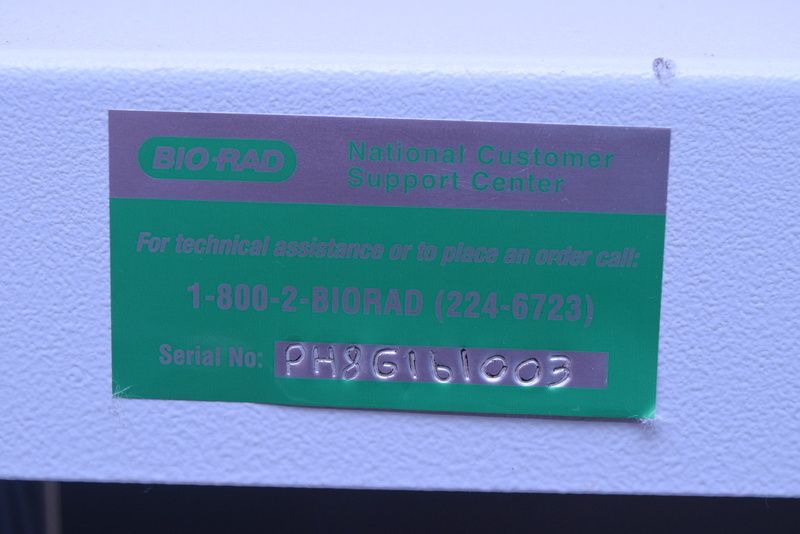 BIO-RAD
National Customer
Support Center
For technical assistance or to place an order call:
1-800-2-BIORAD (224-6723)
Serial No: PH8G1b1003